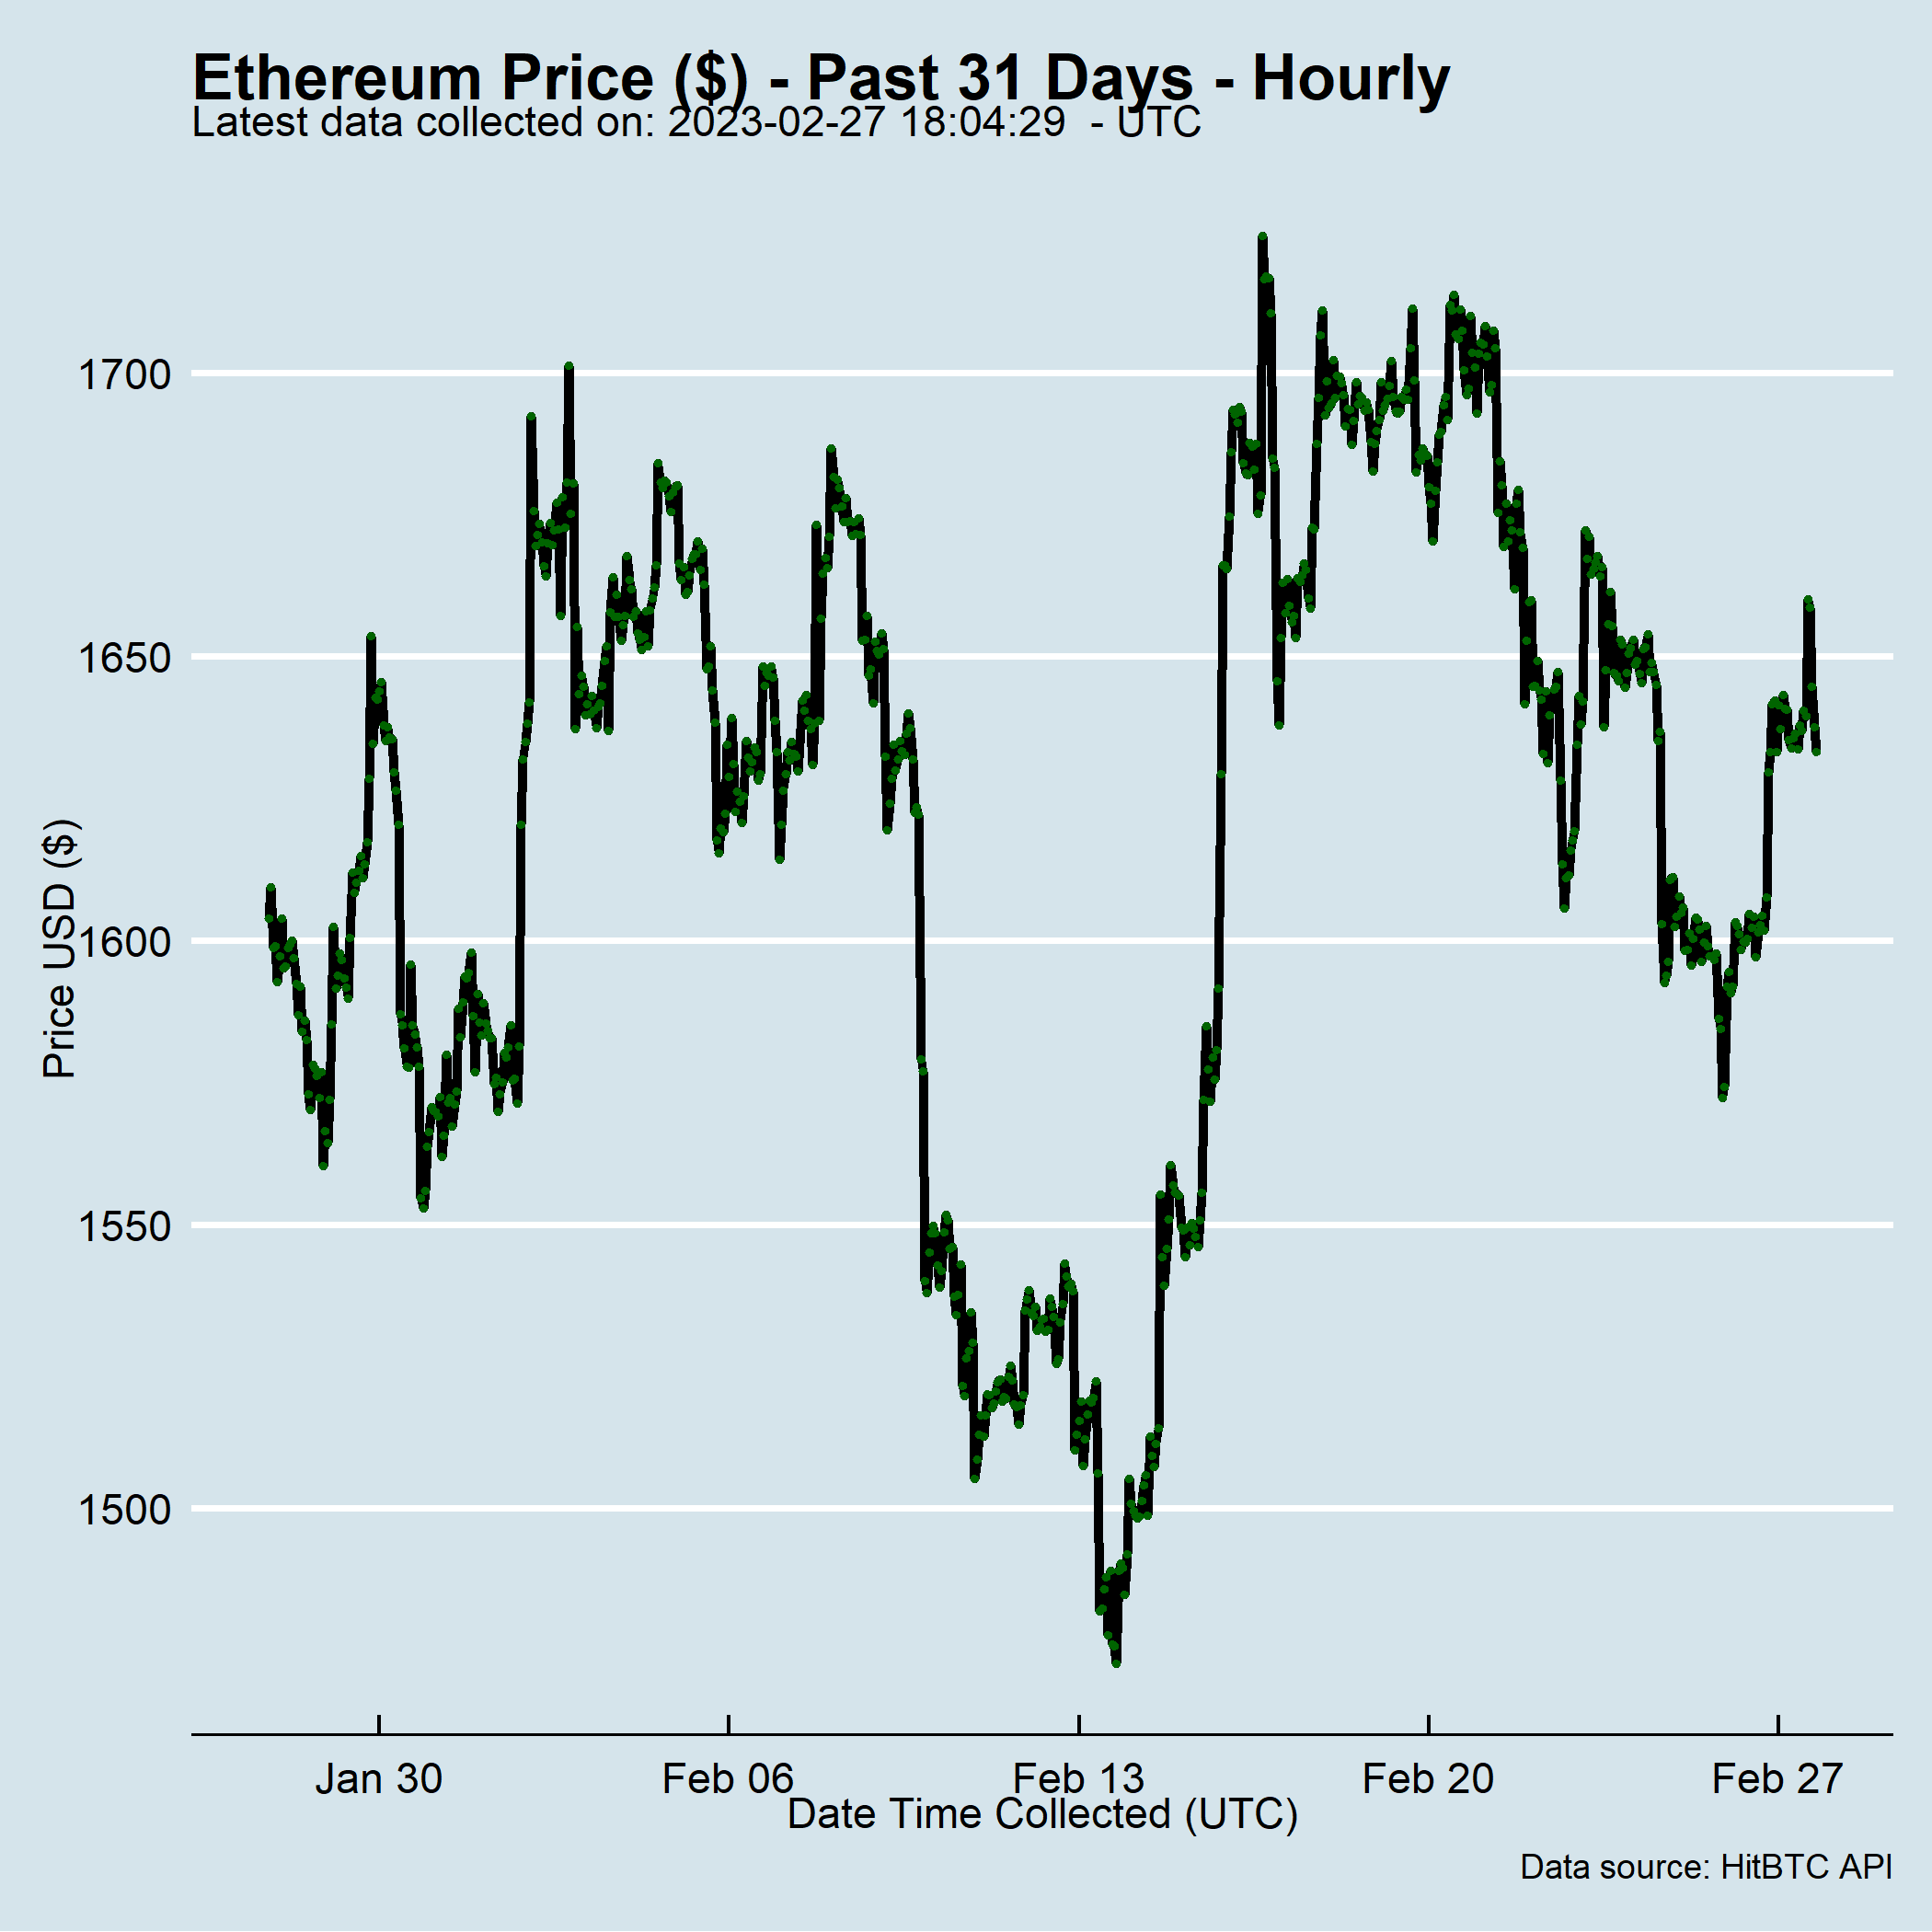 Ethereum Price ($) - Past 31 Days - Hourly
Latest data collected on: 2023-02-27 18:04:29  - UTC
Price USD ($)
1700
1650
1600
1550
1500
Jan 30
Feb 06
Feb 13
Feb 20
Feb 27
Date Time Collected (UTC)
Data source: HitBTC API